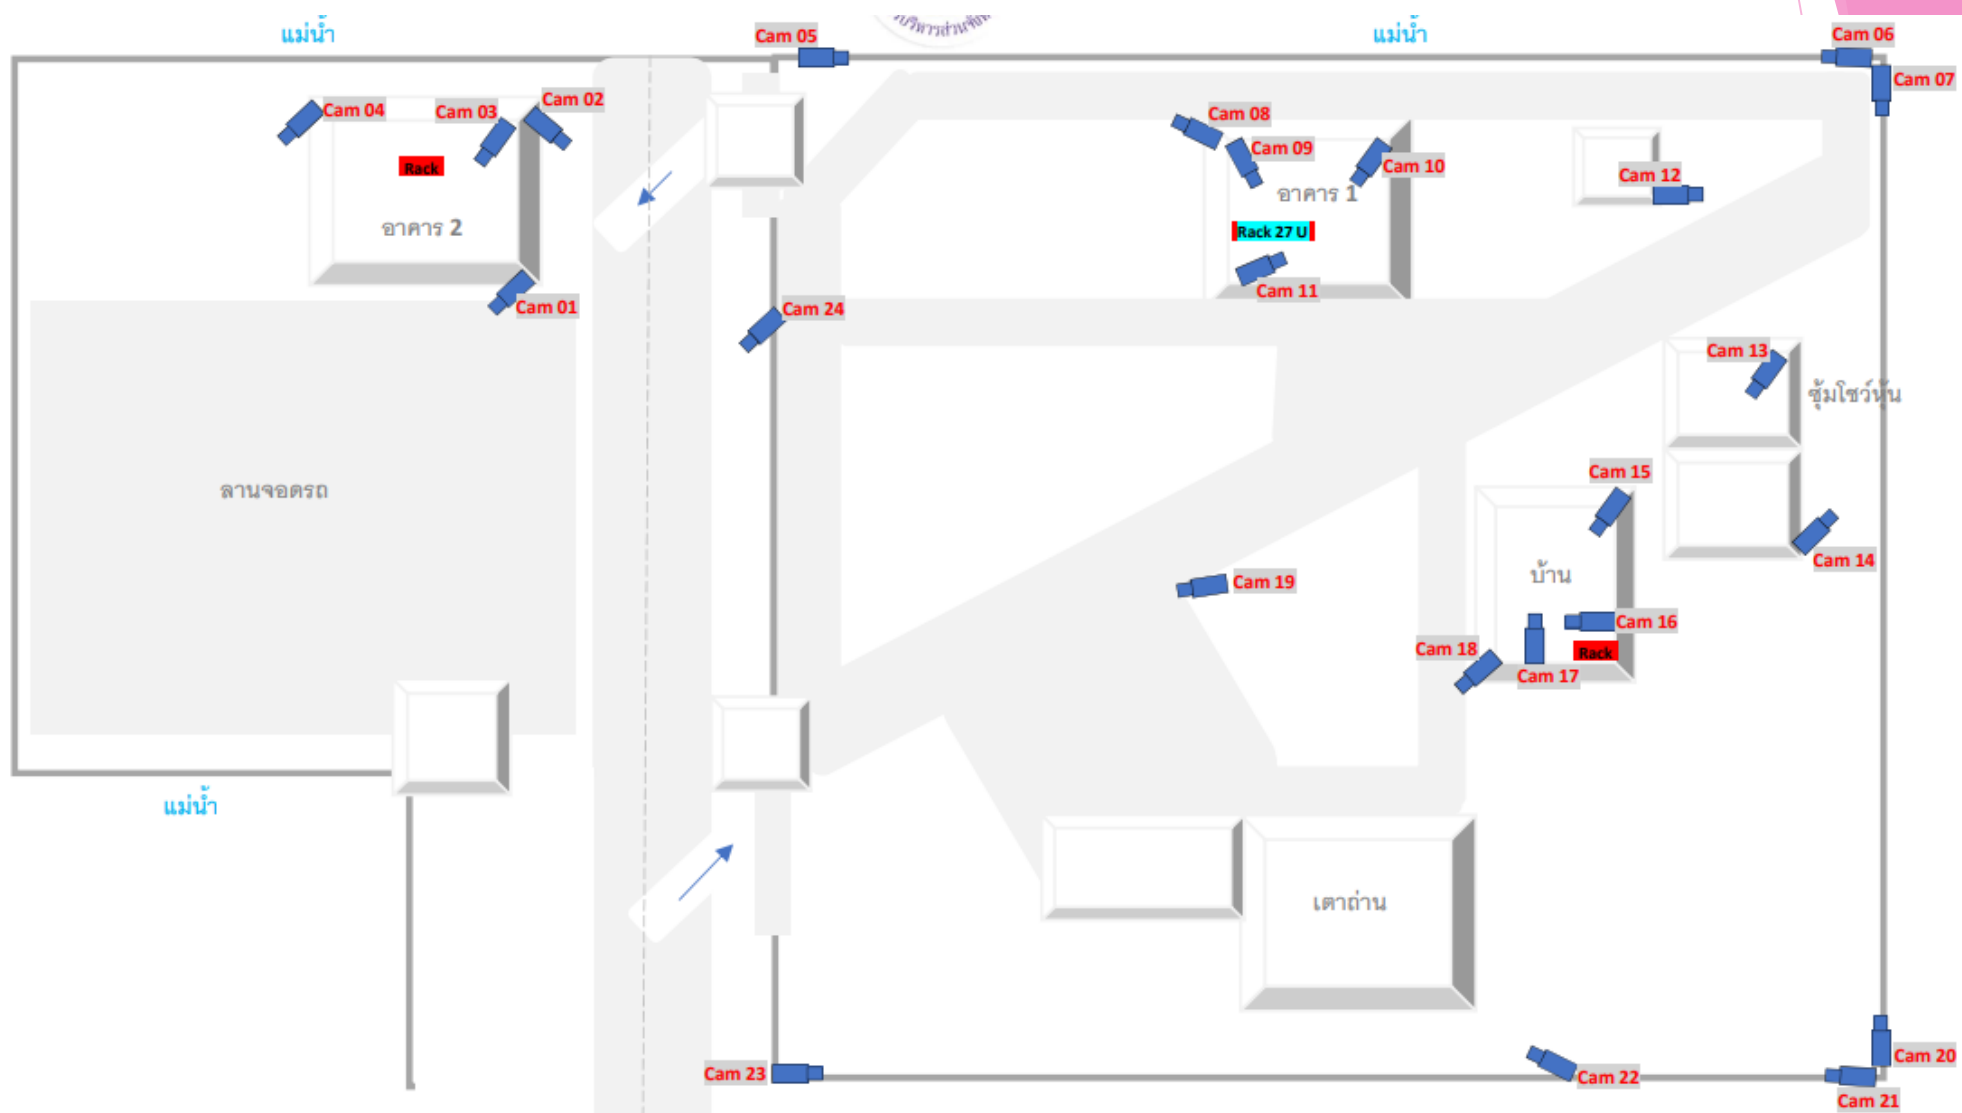 แม่น้ำ
Cam 05
แม่น้ำ
Cam 06
Cam 07
Cam 04
Cam 03
Cam 02
Rack
อาคาร 2
Cam 01
Cam 08
Cam 09
Cam 10
อาคาร 1
Rack 27 U
Cam 11
Cam 12
Cam 24
Cam 13
ซุ้มโชว์หุ่น
ลานจอดรถ
Cam 15
Cam 14
บ้าน
Cam 19
Cam 16
Cam 18
Rack
Cam 17
แม่น้ำ
เตาถ่าน
Cam 23
Cam 22
Cam 20
Cam 21